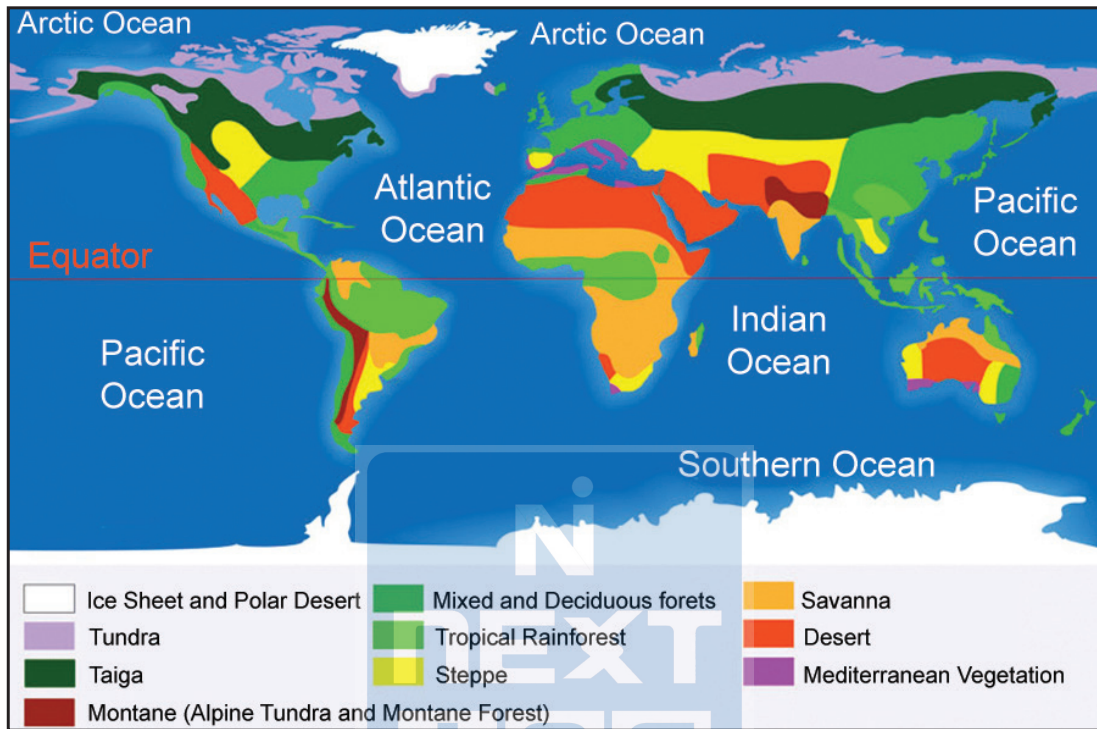 Arctic Ocean
Arctic Ocean
Atlantic
Ocean
Pacific
Ocean
Equator
Indian
Ocean
Pacific
Ocean
Southern Ocean
Ice Sheet and Polar Desert
Mixed and Deciduous forets
Savanna
Tundra
Tropical Rainforest
Desert
Taiga
Steppe
Mediterranean Vegetation
Montane (Alpine Tundra and Montane Forest)
NEXT